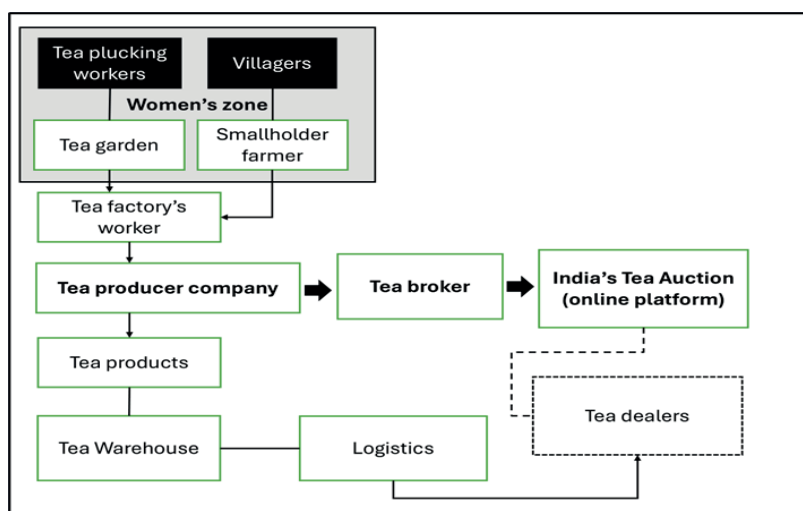 Tea plucking
workers
Villagers
Women's zone
Tea garden
Smallholder
farmer
Tea factory's
worker
Tea producer company
Tea broker
India's Tea Auction
(online platform)
Tea products
Tea dealers
Tea Warehouse
Logistics